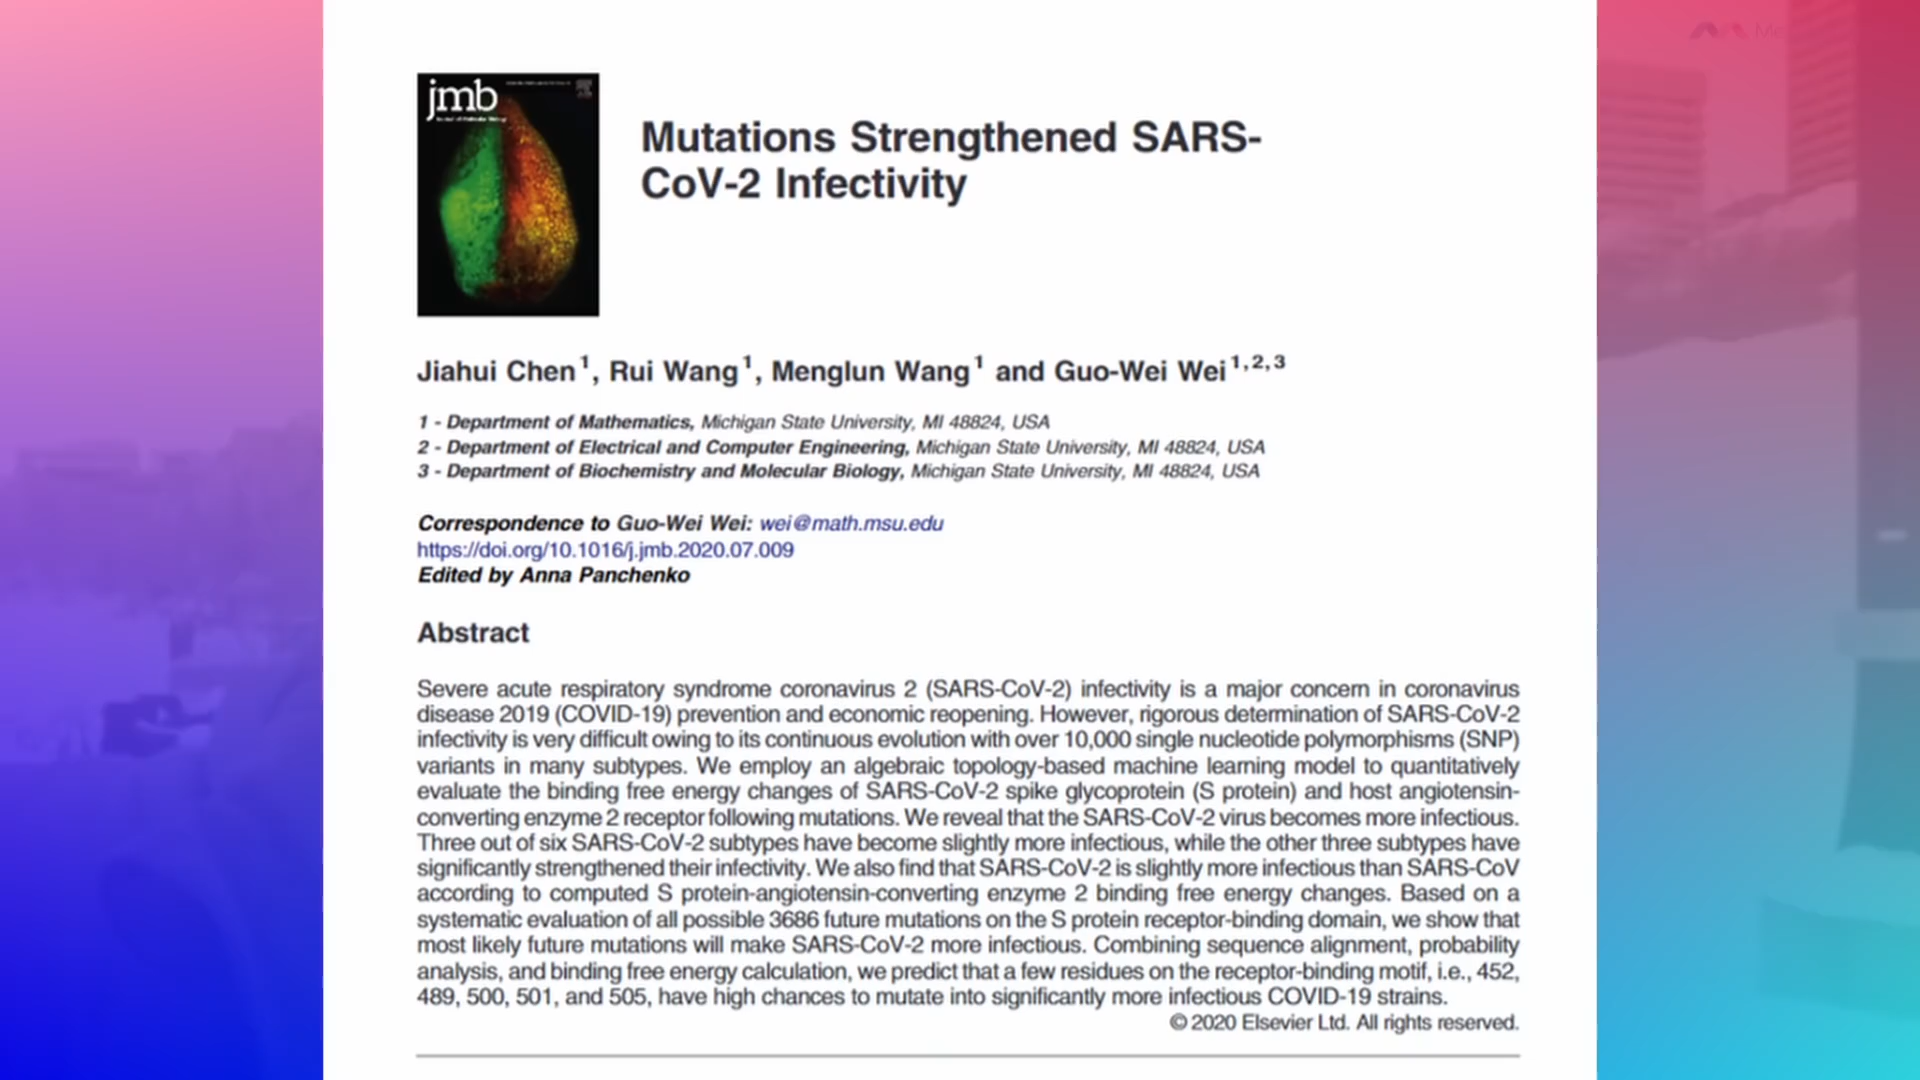 jmb
Mutations Strengthened SARS-
CoV-2 Infectivity
Jiahui Chen 1, Rui Wang 1, Menglun Wang 1 and Guo-Wei Wei 1,2,3
1 - Department of Mathematics, Michigan State University, MI 48824, USA
2 - Department of Electrical and Computer Engineering, Michigan State University, MI 48824, USA
3 - Department of Biochemistry and Molecular Biology, Michigan State University, MI 48824, USA
Correspondence to Guo-Wei Wei: wei@math.msu.edu
https://doi.org/10.1016/j.jmb.2020.07.009
Edited by Anna Panchenko
Abstract
Severe acute respiratory syndrome coronavirus 2 (SARS-CoV-2) infectivity is a major concern in coronavirus
disease 2019 (COVID-19) prevention and economic reopening. However, rigorous determination of SARS-CoV-2
infectivity is very difficult owing to its continuous evolution with over 10,000 single nucleotide polymorphisms (SNP)
variants in many subtypes. We employ an algebraic topology-based machine learning model to quantitatively
evaluate the binding free energy changes of SARS-CoV-2 spike glycoprotein (S protein) and host angiotensin-
converting enzyme 2 receptor following mutations. We reveal that the SARS-CoV-2 virus becomes more infectious.
Three out of six SARS-CoV-2 subtypes have become slightly more infectious, while the other three subtypes have
significantly strengthened their infectivity. We also find that SARS-CoV-2 is slightly more infectious than SARS-CoV
according to computed S protein-angiotensin-converting enzyme 2 binding free energy changes. Based on a
systematic evaluation of all possible 3686 future mutations on the S protein receptor-binding domain, we show that
most likely future mutations will make SARS-CoV-2 more infectious. Combining sequence alignment, probability
analysis, and binding free energy calculation, we predict that a few residues on the receptor-binding motif, i.e., 452,
489, 500, 501, and 505, have high chances to mutate into significantly more infectious COVID-19 strains.
© 2020 Elsevier Ltd. All rights reserved.